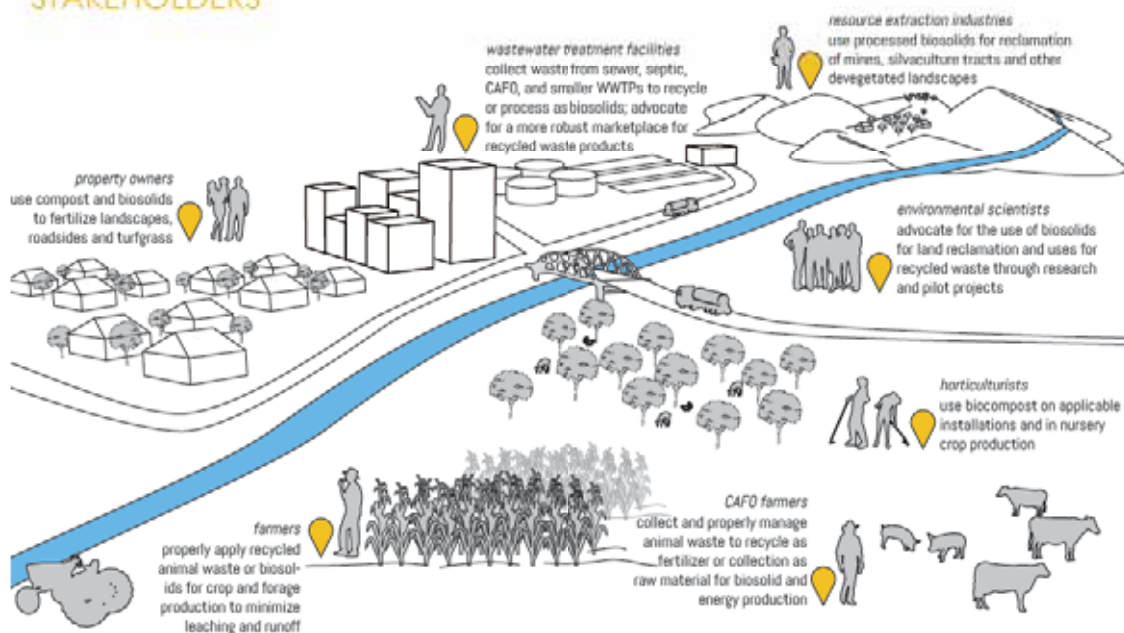 STAKEHOLDERS
resource extraction industries
use processed biosolids for reclamation
of mines, silvaculture tracts and other
devegetated landscapes
wastewater treatment facilities
collect waste from sewer, septic,
CAFO, and smaller WWTPs to recycle
or process as biosolids; advocate
for a more robust marketplace for
recycled waste products
property owners
use compost and biosolids
to fertilize landscapes,
roadsides and turfgrass
environmental scientists
advocate for the use of biosolids
for land reclamation and uses for
recycled waste through research
and pilot projects
horticulturists
use biocompost on applicable
installations and in nursery
crop production
farmers
properly apply recycled
animal waste or biosol-
ids for crop and forage
production to minimize
leaching and runoff
CAFO farmers
collect and properly manage
animal waste to recycle as
fertilizer or collection as
raw material for biosolid and
energy production